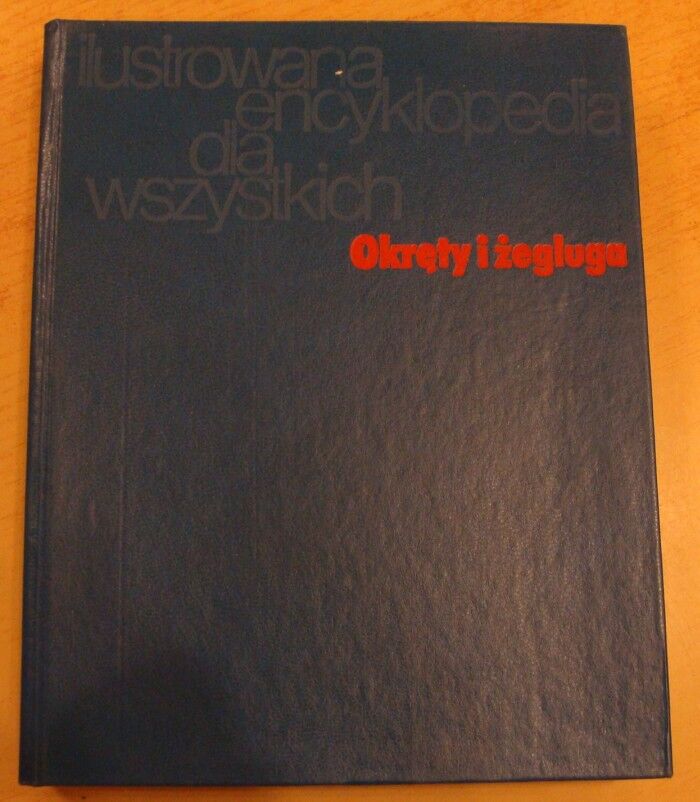 ilustrowana
encyklopedia
dla
wszystkich
Okręty i żegluga